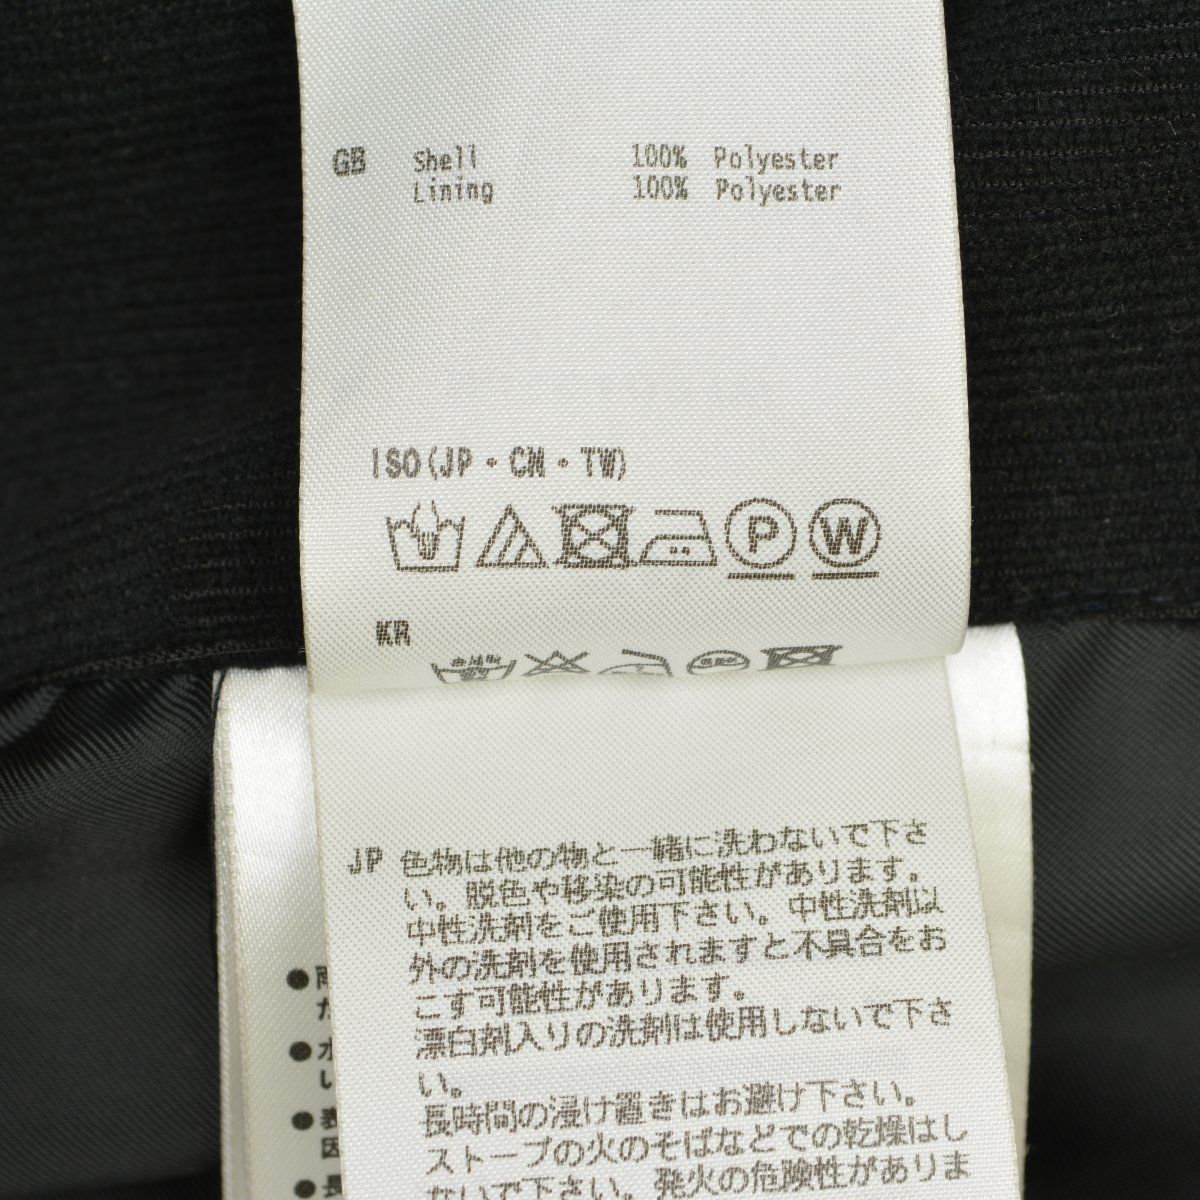 GB Shell 100% Polyester
Lining 100% Polyester
ISO(JP・CN・TW)
P W
KR
JP 色物は他の物と一緒に洗わないで下さ
い。脱色や移染の可能性があります。
中性洗剤をご使用下さい。中性洗剤以
外の洗剤を使用されますと不具合をお
こす可能性があります。
漂白剤入りの洗剤は使用しないで下さ
い。
長時間の浸け置きはお避け下さい。
ストーブの火のそばなどでの乾燥はし
ないで下さい。発火の危険性がありま
●雨
た
●水
い
●表
因
●長